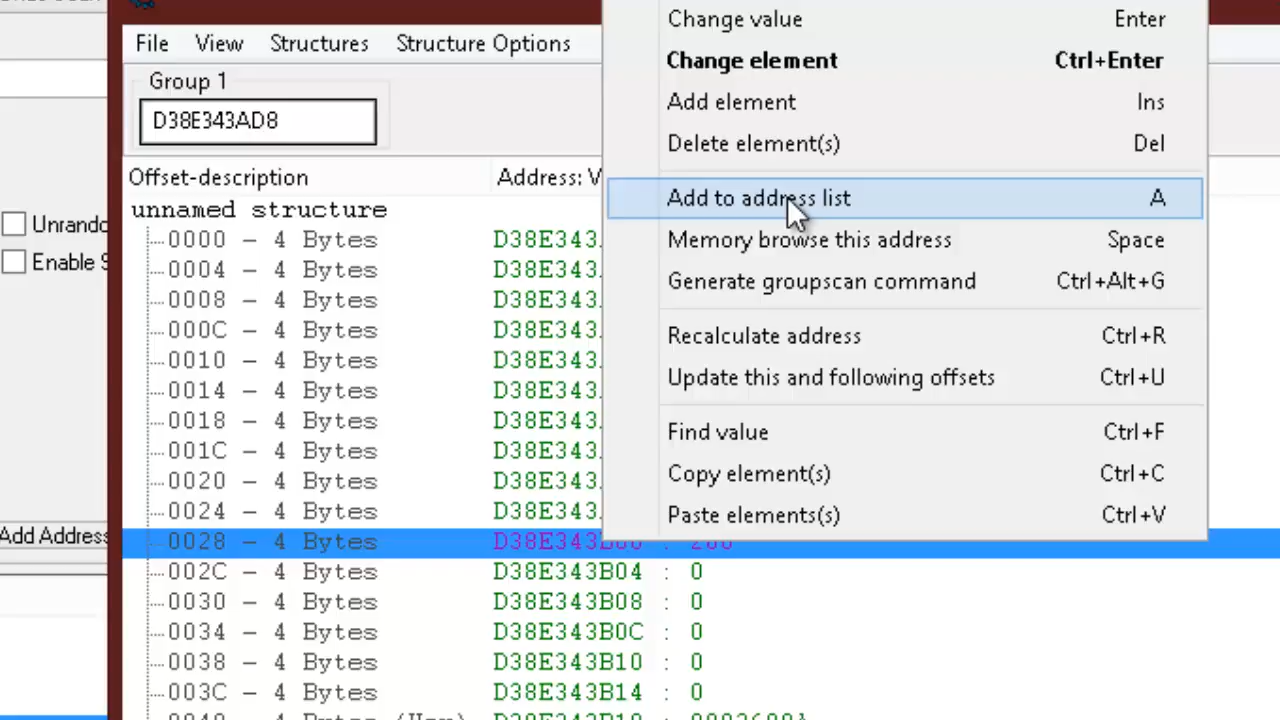 File View Structures Structure Options
Group 1
D38E343AD8
Offset-description Address: V
unnamed structure
0000 - 4 Bytes D38E343
0004 - 4 Bytes D38E343
0008 - 4 Bytes D38E343
000C - 4 Bytes D38E343
0010 - 4 Bytes D38E343
0014 - 4 Bytes D38E343
0018 - 4 Bytes D38E343
001C - 4 Bytes D38E343
0020 - 4 Bytes D38E343
0024 - 4 Bytes D38E343
0028 - 4 Bytes D38E343B00 :
002C - 4 Bytes D38E343B04 : 0
0030 - 4 Bytes D38E343B08 : 0
0034 - 4 Bytes D38E343B0C : 0
0038 - 4 Bytes D38E343B10 : 0
003C - 4 Bytes D38E343B14 : 0
Change value Enter
Change element Ctrl+Enter
Add element Ins
Delete element(s) Del
Add to address list A
Memory browse this address Space
Generate groupscan command Ctrl+Alt+G
Recalculate address Ctrl+R
Update this and following offsets Ctrl+U
Find value Ctrl+F
Copy element(s) Ctrl+C
Paste elements(s) Ctrl+V
Unrando
Enable S
Add Address